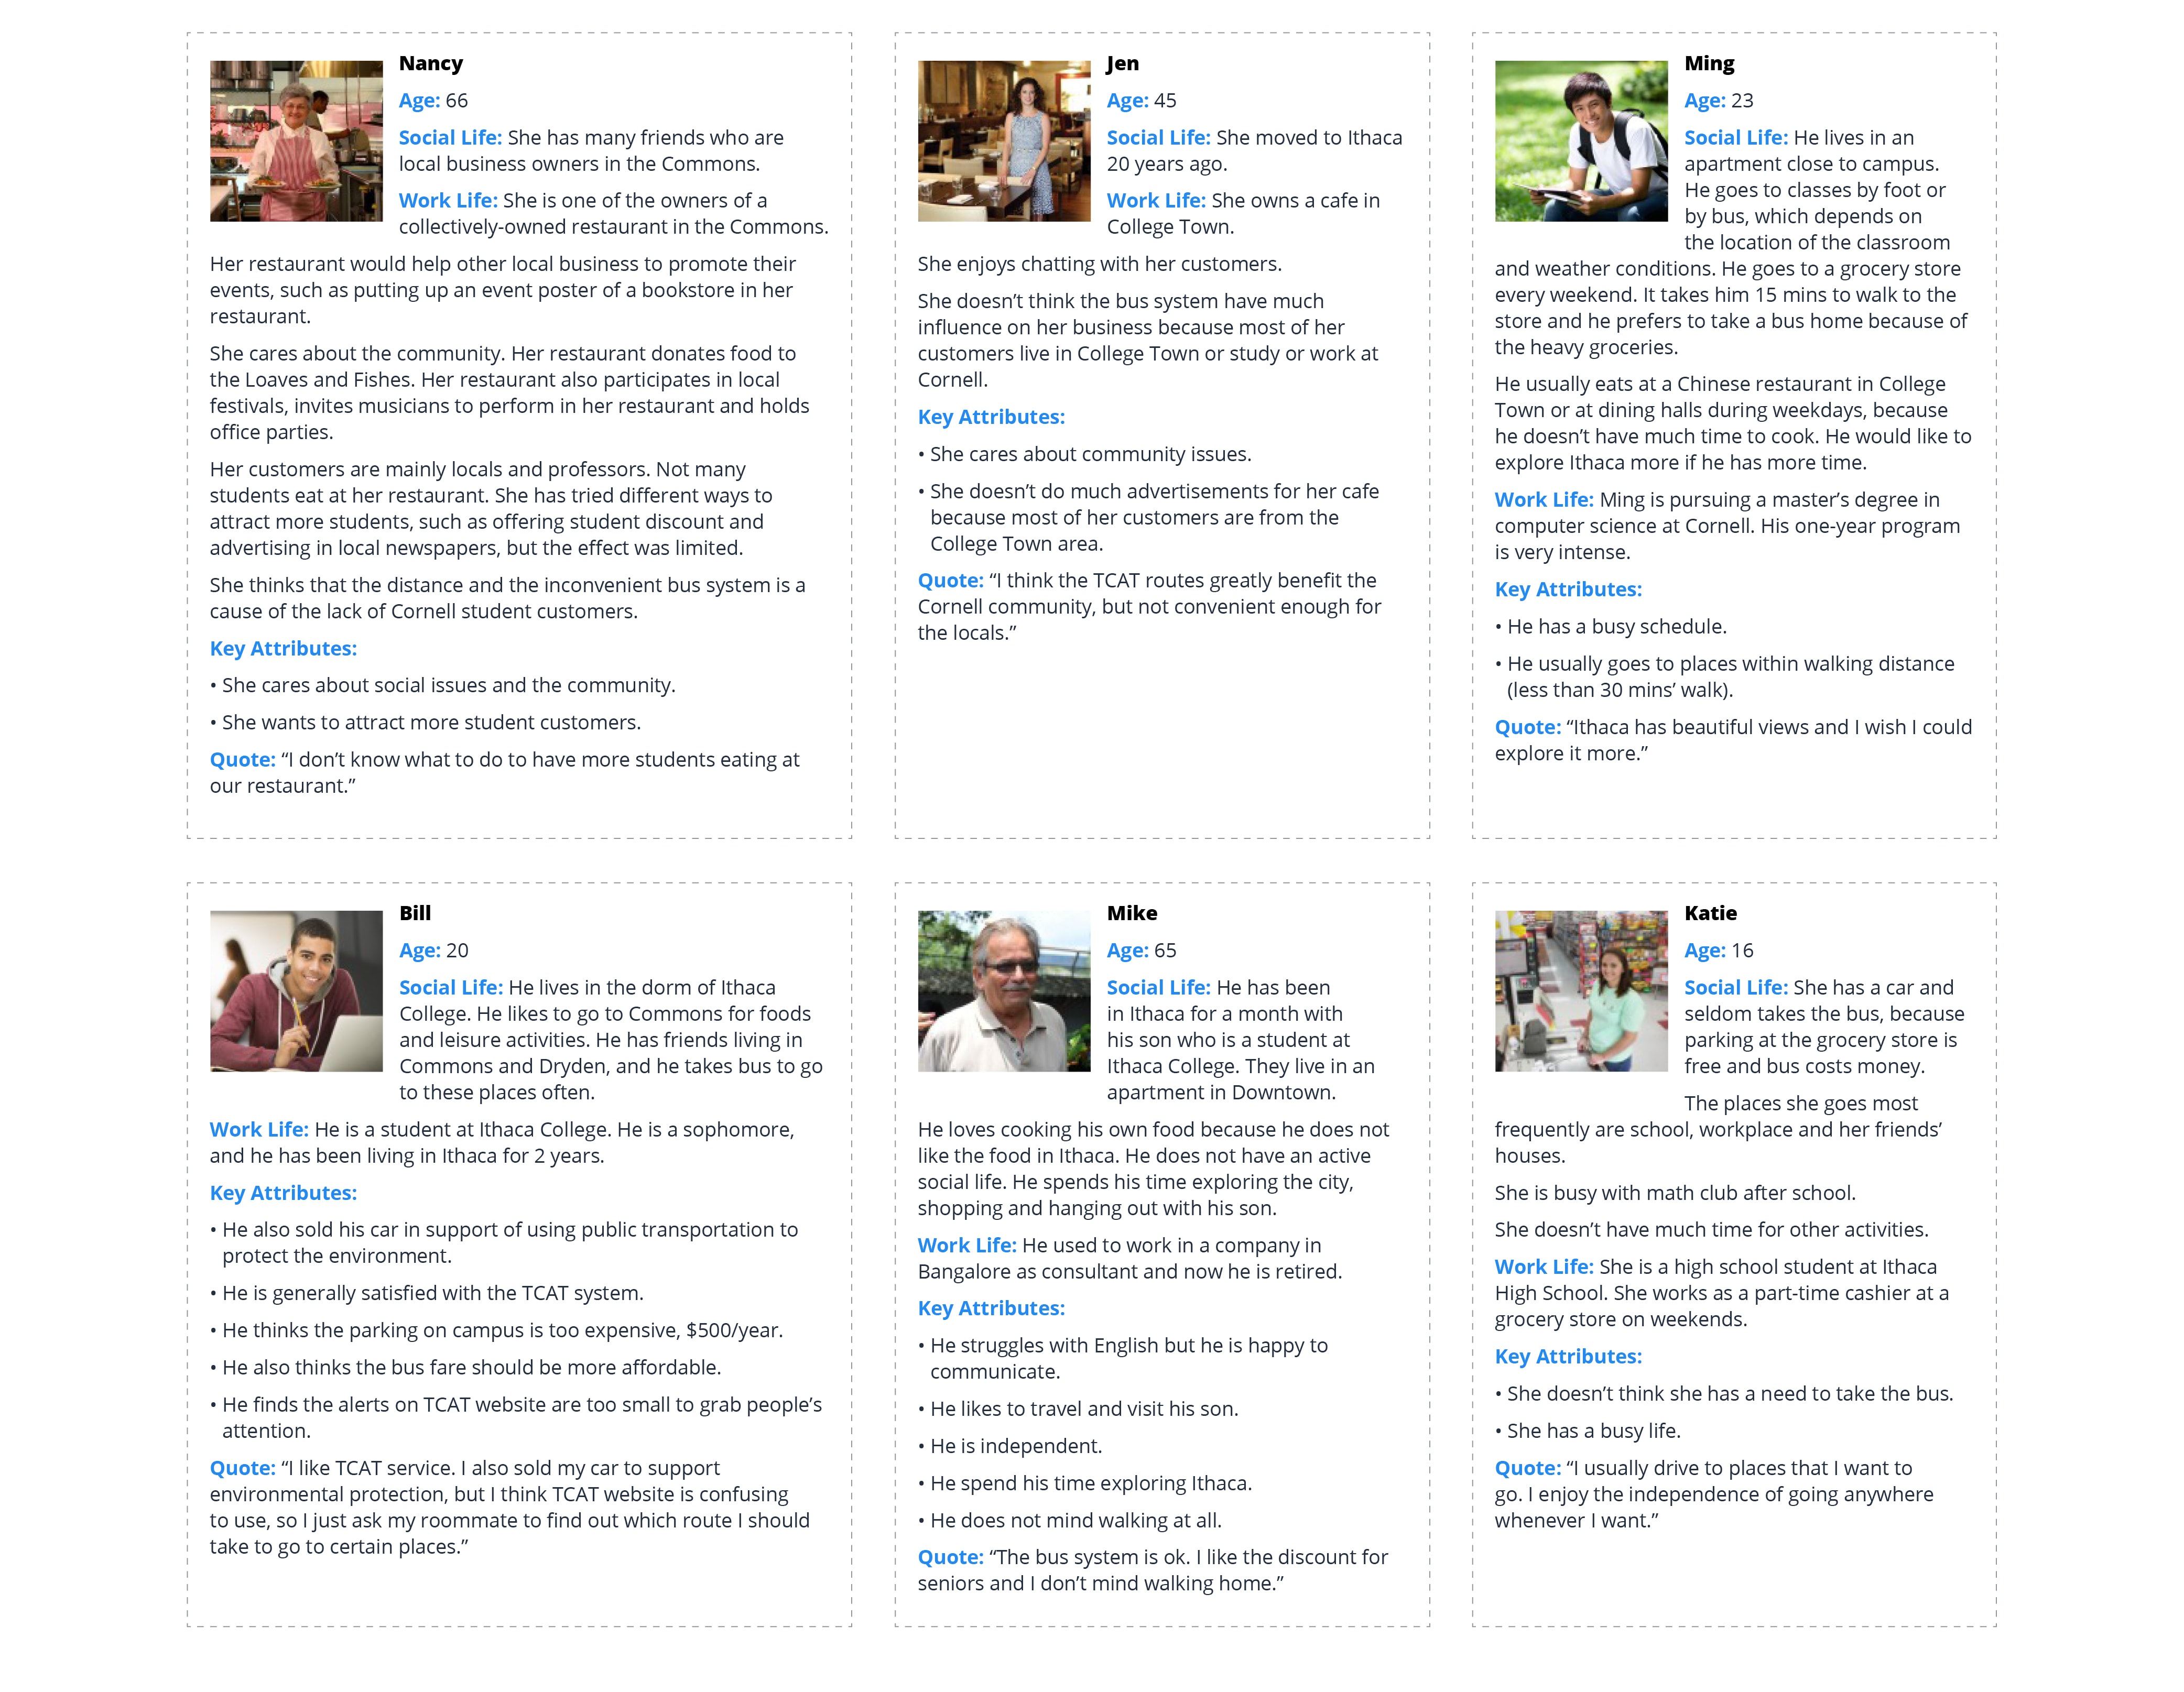 Nancy
Age: 66
Social Life: She has many friends who are
local business owners in the Commons.
Work Life: She is one of the owners of a
collectively-owned restaurant in the Commons.
Her restaurant would help other local business to promote their
events, such as putting up an event poster of a bookstore in her
restaurant.
She cares about the community. Her restaurant donates food to
the Loaves and Fishes. Her restaurant also participates in local
festivals, invites musicians to perform in her restaurant and holds
office parties.
Her customers are mainly locals and professors. Not many
students eat at her restaurant. She has tried different ways to
attract more students, such as offering student discount and
advertising in local newspapers, but the effect was limited.
She thinks that the distance and the inconvenient bus system is a
cause of the lack of Cornell student customers.
Key Attributes:
• She cares about social issues and the community.
• She wants to attract more student customers.
Quote: “I don’t know what to do to have more students eating at
our restaurant.”
Jen
Age: 45
Social Life: She moved to Ithaca
20 years ago.
Work Life: She owns a cafe in
College Town.
She enjoys chatting with her customers.
She doesn’t think the bus system have much
influence on her business because most of her
customers live in College Town or study or work at
Cornell.
Key Attributes:
• She cares about community issues.
• She doesn’t do much advertisements for her cafe
because most of her customers are from the
College Town area.
Quote: “I think the TCAT routes greatly benefit the
Cornell community, but not convenient enough for
the locals.”
Ming
Age: 23
Social Life: He lives in an
apartment close to campus.
He goes to classes by foot or
by bus, which depends on
the location of the classroom
and weather conditions. He goes to a grocery store
every weekend. It takes him 15 mins to walk to the
store and he prefers to take a bus home because of
the heavy groceries.
He usually eats at a Chinese restaurant in College
Town or at dining halls during weekdays, because
he doesn’t have much time to cook. He would like to
explore Ithaca more if he has more time.
Work Life: Ming is pursuing a master’s degree in
computer science at Cornell. His one-year program
is very intense.
Key Attributes:
• He has a busy schedule.
• He usually goes to places within walking distance
(less than 30 mins’ walk).
Quote: “Ithaca has beautiful views and I wish I could
explore it more.”
Bill
Age: 20
Social Life: He lives in the dorm of Ithaca
College. He likes to go to Commons for foods
and leisure activities. He has friends living in
Commons and Dryden, and he takes bus to go
to these places often.
Work Life: He is a student at Ithaca College. He is a sophomore,
and he has been living in Ithaca for 2 years.
Key Attributes:
• He also sold his car in support of using public transportation to
protect the environment.
• He is generally satisfied with the TCAT system.
• He thinks the parking on campus is too expensive, $500/year.
• He also thinks the bus fare should be more affordable.
• He finds the alerts on TCAT website are too small to grab people’s
attention.
Quote: “I like TCAT service. I also sold my car to support
environmental protection, but I think TCAT website is confusing
to use, so I just ask my roommate to find out which route I should
take to go to certain places.”
Mike
Age: 65
Social Life: He has been
in Ithaca for a month with
his son who is a student at
Ithaca College. They live in an
apartment in Downtown.
He loves cooking his own food because he does not
like the food in Ithaca. He does not have an active
social life. He spends his time exploring the city,
shopping and hanging out with his son.
Work Life: He used to work in a company in
Bangalore as consultant and now he is retired.
Key Attributes:
• He struggles with English but he is happy to
communicate.
• He likes to travel and visit his son.
• He is independent.
• He spend his time exploring Ithaca.
• He does not mind walking at all.
Quote: “The bus system is ok. I like the discount for
seniors and I don’t mind walking home.”
Katie
Age: 16
Social Life: She has a car and
seldom takes the bus, because
parking at the grocery store is
free and bus costs money.
The places she goes most
frequently are school, workplace and her friends’
houses.
She is busy with math club after school.
She doesn’t have much time for other activities.
Work Life: She is a high school student at Ithaca
High School. She works as a part-time cashier at a
grocery store on weekends.
Key Attributes:
• She doesn’t think she has a need to take the bus.
• She has a busy life.
Quote: “I usually drive to places that I want to
go. I enjoy the independence of going anywhere
whenever I want.”